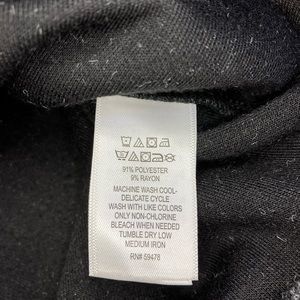 91% POLYESTER
9% RAYON
MACHINE WASH COOL-
DELICATE CYCLE
WASH WITH LIKE COLORS
ONLY NON-CHLORINE
BLEACH WHEN NEEDED
TUMBLE DRY LOW
MEDIUM IRON
RN# 59478